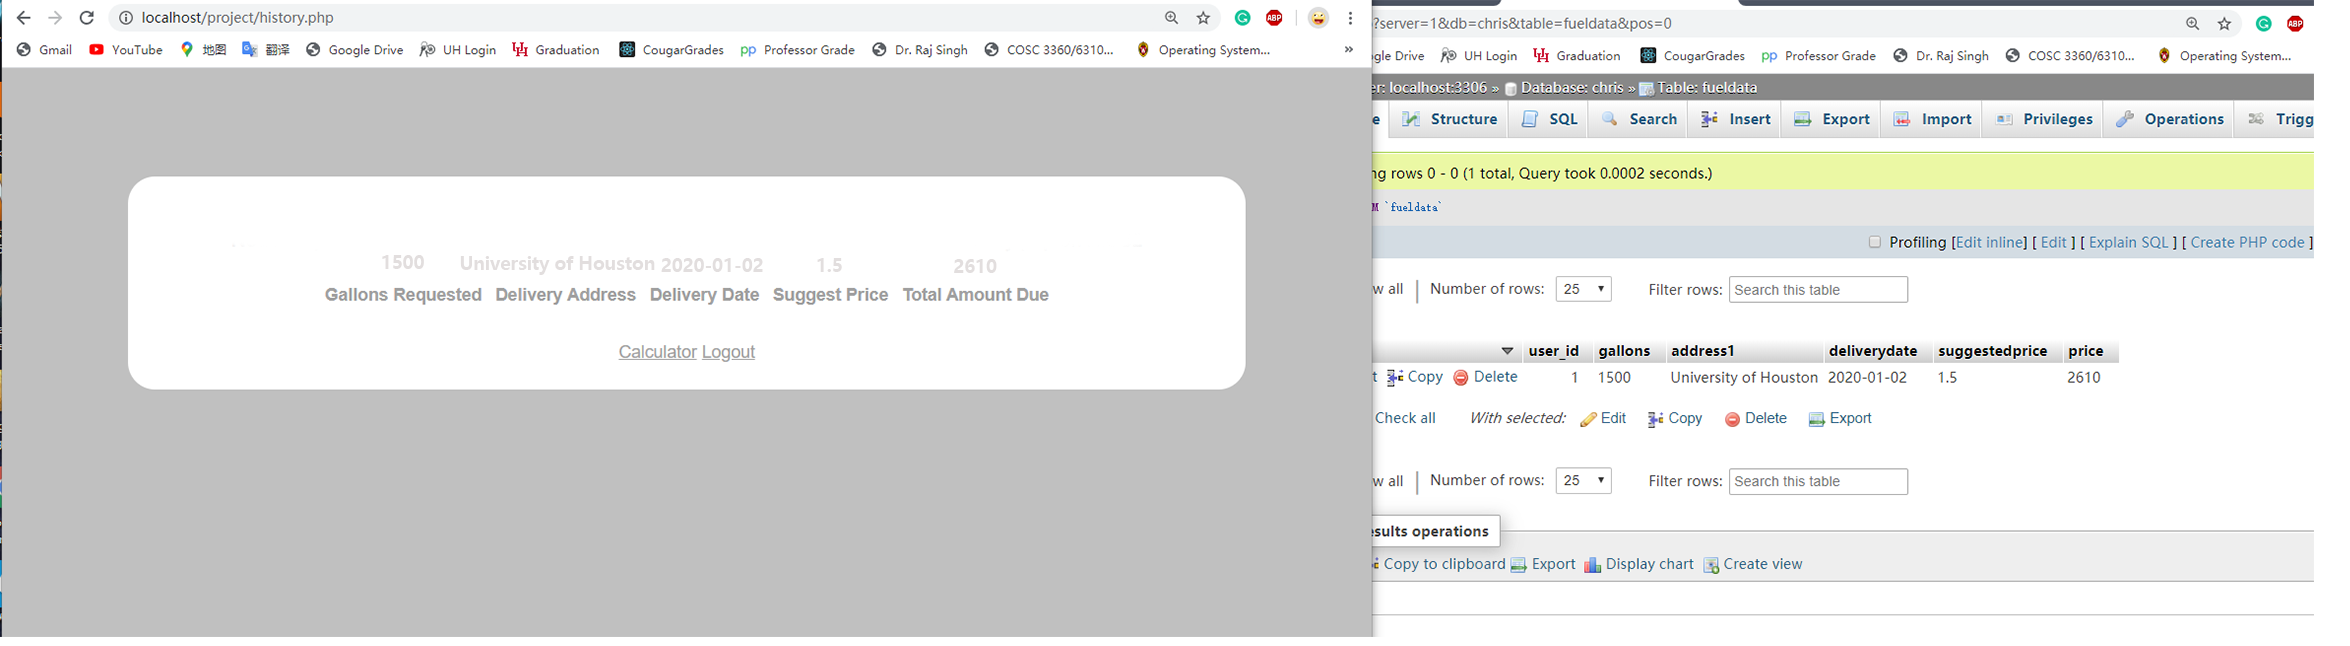 localhost/project/history.php
Gmail YouTube 地图 翻译 Google Drive UH Login Graduation CougarGrades Professor Grade Dr. Raj Singh COSC 3360/6310... Operating System... »
1500 University of Houston 2020-01-02 1.5 2610
Gallons Requested Delivery Address Delivery Date Suggest Price Total Amount Due
Calculator Logout
?server=1&db=chris&table=fueldata&pos=0
gle Drive UH Login Graduation CougarGrades Professor Grade Dr. Raj Singh COSC 3360/6310... Operating System...
er: localhost:3306 » Database: chris » Table: fueldata
e Structure SQL Search Insert Export Import Privileges Operations Trigg
ng rows 0 - 0 (1 total, Query took 0.0002 seconds.)
M `fueldata`
Profiling [Edit inline] [ Edit ] [ Explain SQL ] [ Create PHP code ]
w all | Number of rows: 25 Filter rows: Search this table
user_id gallons address1 deliverydate suggestedprice price
t Copy Delete 1 1500 University of Houston 2020-01-02 1.5 2610
Check all With selected: Edit Copy Delete Export
w all | Number of rows: 25 Filter rows: Search this table
esults operations
Copy to clipboard Export Display chart Create view